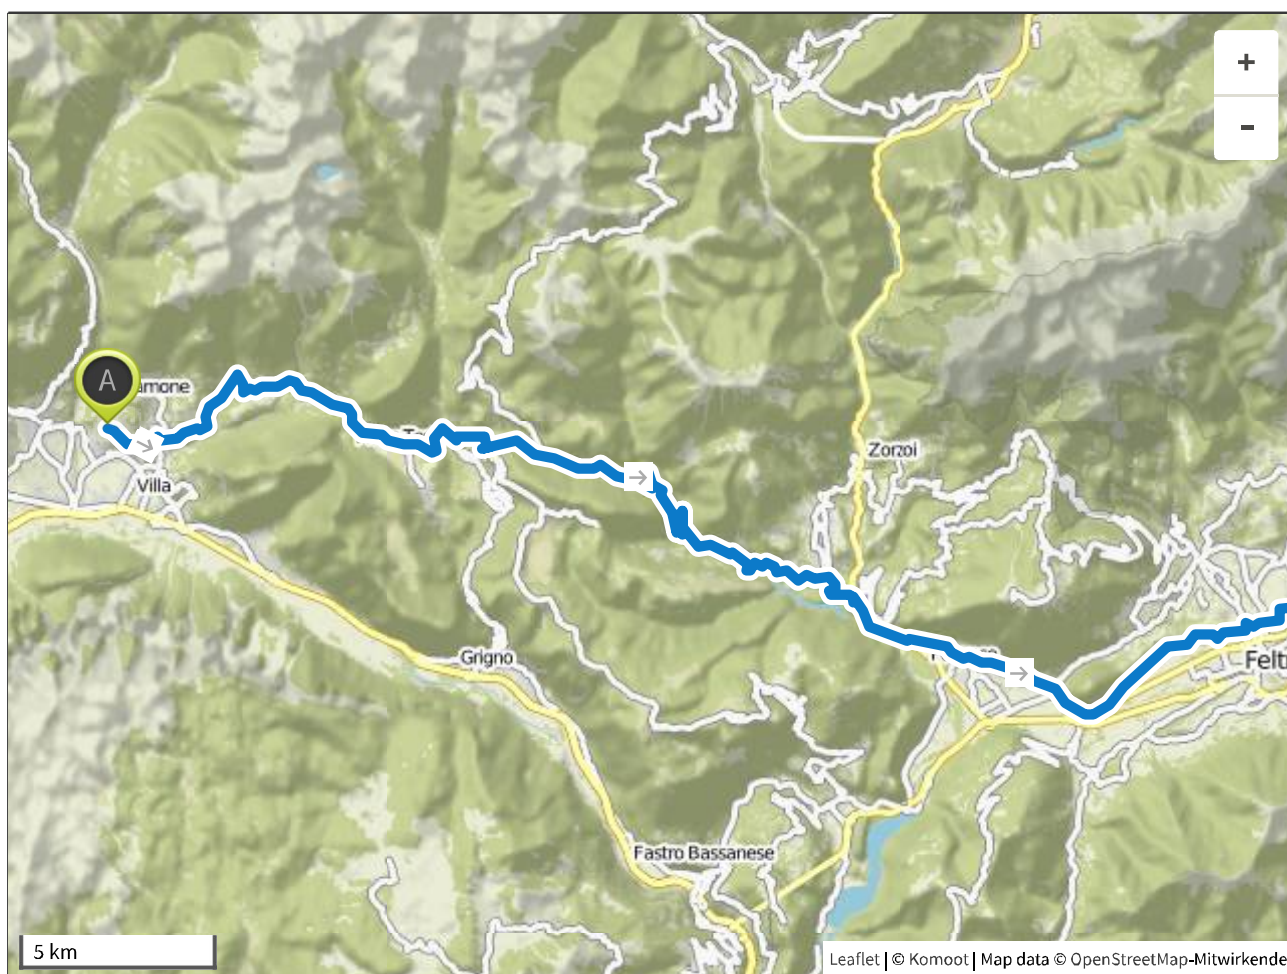 +
-
A
amone
Zorzoi
Villa
Grigno
Felt
Fastro Bassanese
5 km
Leaflet | © Komoot | Map data © OpenStreetMap-Mitwirkende